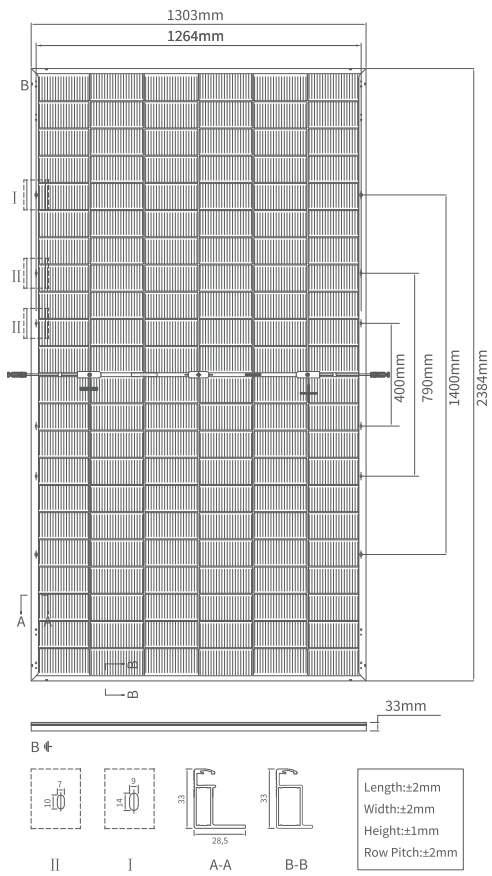 1303mm
1264mm
B
I
II
II
400mm
790mm
1400mm
2384mm
A
A
B
B
33mm
B
7
10
9
14
33
28,5
33
II
I
A-A
B-B
Length:±2mm
Width:±2mm
Height:±1mm
Row Pitch:±2mm